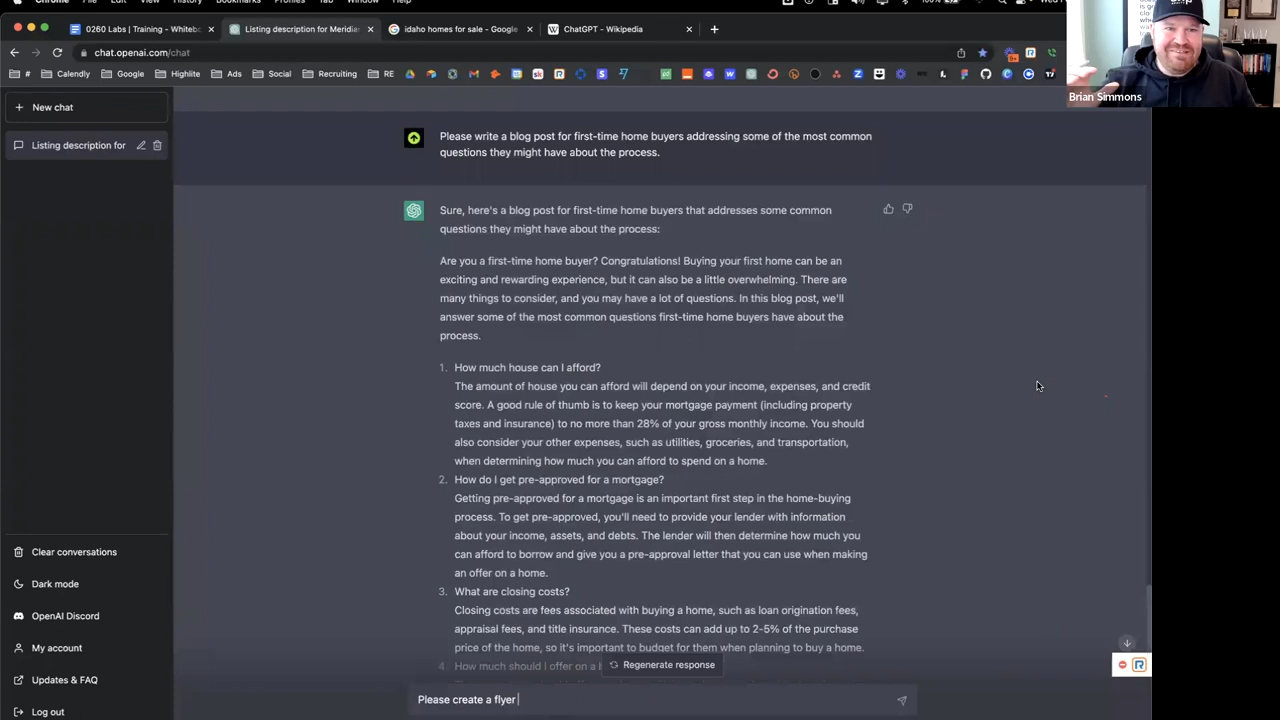 Chrome File Edit View History Bookmarks Profiles Tab Window Help
0260 Labs | Training - Whitebo
Listing description for Meridia
idaho homed for sale - Google
ChatGPT - Wikipedia
chat.openai.com/chat
#
Calendly
Google
Highlite
Ads
Social
Recruiting
RE
Brian Simmons
New chat
Listing description for
Please write a blog post for first-time home buyers addressing some of the most common
questions they might have about the process.
Sure, here's a blog post for first-time home buyers that addresses some common
questions they might have about the process:
Are you a first-time home buyer? Congratulations! Buying your first home can be an
exciting and rewarding experience, but it can also be a little overwhelming. There are
many things to consider, and you may have a lot of questions. In this blog post, we'll
answer some of the most common questions first-time home buyers have about the
process.
1. How much house can I afford?
The amount of house you can afford will depend on your income, expenses, and credit
score. A good rule of thumb is to keep your mortgage payment (including property
taxes and insurance) to no more than 28% of your gross monthly income. You should
also consider your other expenses, such as utilities, groceries, and transportation,
when determining how much you can afford to spend on a home.
2. How do I get pre-approved for a mortgage?
Getting pre-approved for a mortgage is an important first step in the home-buying
process. To get pre-approved, you'll need to provide your lender with information
about your income, assets, and debts. The lender will then determine how much you
can afford to borrow and give you a pre-approval letter that you can use when making
an offer on a home.
3. What are closing costs?
Closing costs are fees associated with buying a home, such as loan origination fees,
appraisal fees, and title insurance. These costs can add up to 2-5% of the purchase
price of the home, so it's important to budget for them when planning to buy a home.
4. How much should I offer on a
Regenerate response
Please create a flyer
Clear conversations
Dark mode
OpenAI Discord
My account
Updates & FAQ
Log out